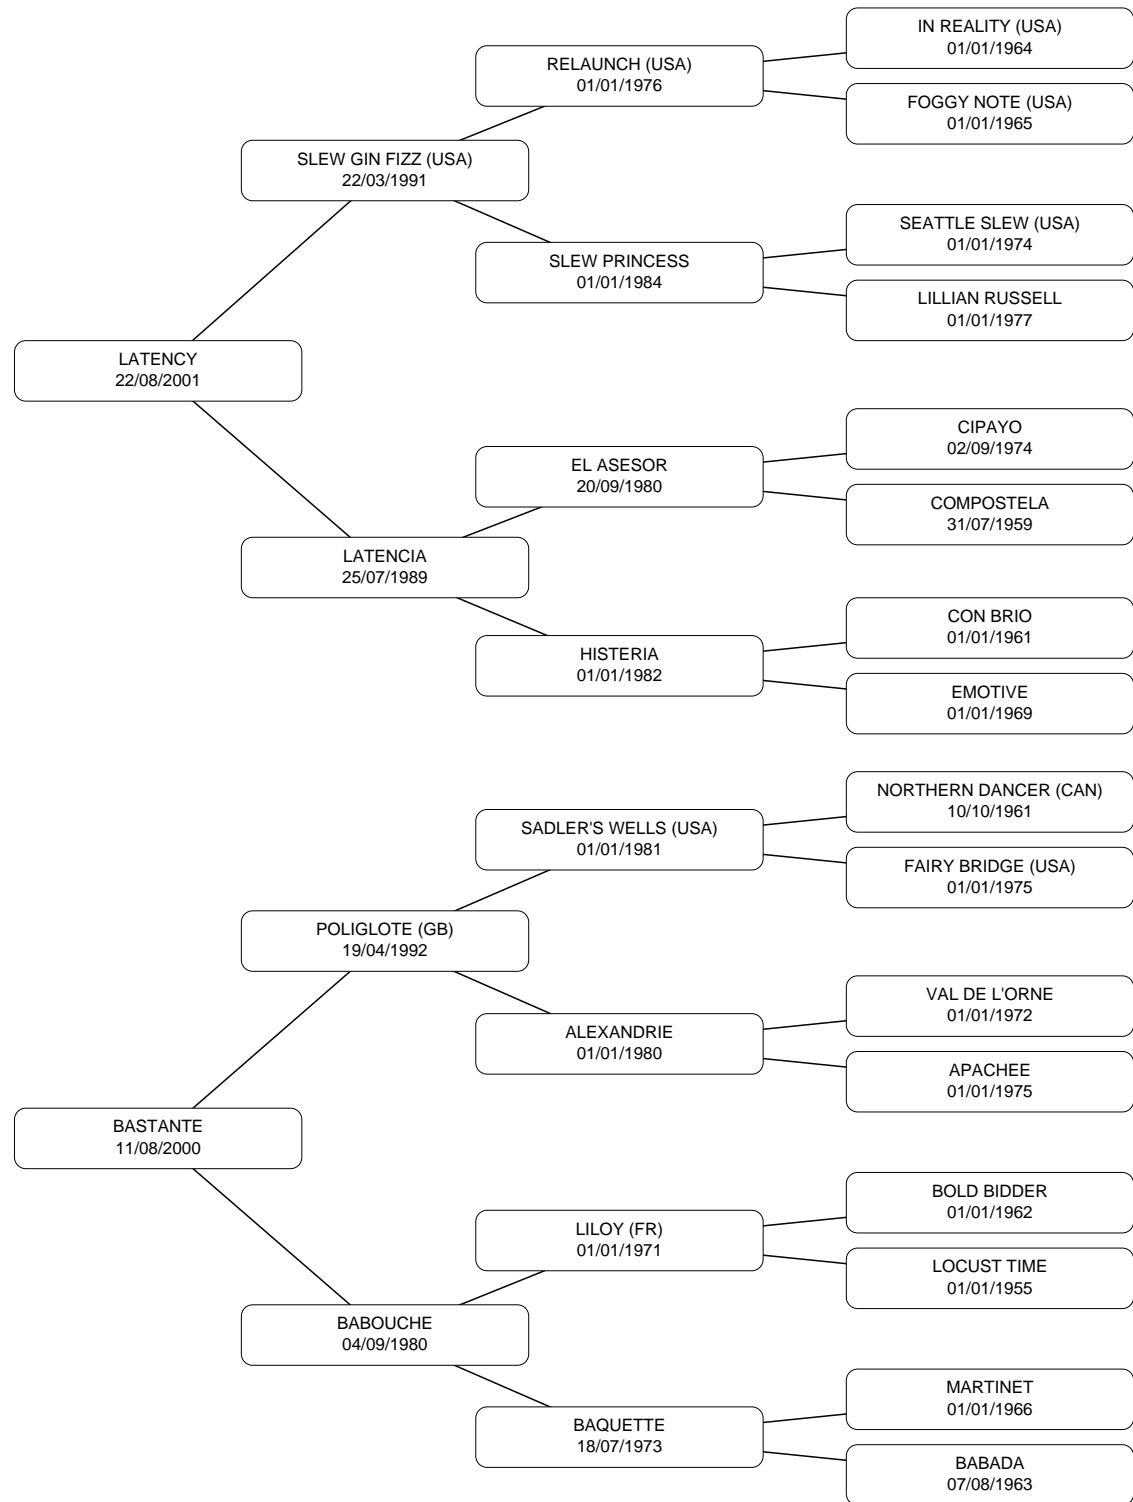 IN REALITY (USA)
01/01/1964
RELAUNCH (USA)
01/01/1976
FOGGY NOTE (USA)
01/01/1965
SLEW GIN FIZZ (USA)
22/03/1991
SEATTLE SLEW (USA)
01/01/1974
SLEW PRINCESS
01/01/1984
LILLIAN RUSSELL
01/01/1977
LATENCY
22/08/2001
CIPAYO
02/09/1974
EL ASESOR
20/09/1980
COMPOSTELA
31/07/1959
LATENCIA
25/07/1989
CON BRIO
01/01/1961
HISTERIA
01/01/1982
EMOTIVE
01/01/1969
NORTHERN DANCER (CAN)
10/10/1961
SADLER'S WELLS (USA)
01/01/1981
FAIRY BRIDGE (USA)
01/01/1975
POLIGLOTE (GB)
19/04/1992
VAL DE L'ORNE
01/01/1972
ALEXANDRIE
01/01/1980
APACHEE
01/01/1975
BASTANTE
11/08/2000
BOLD BIDDER
01/01/1962
LILOY (FR)
01/01/1971
LOCUST TIME
01/01/1955
BABOUCHE
04/09/1980
MARTINET
01/01/1966
BAQUETTE
18/07/1973
BABADA
07/08/1963